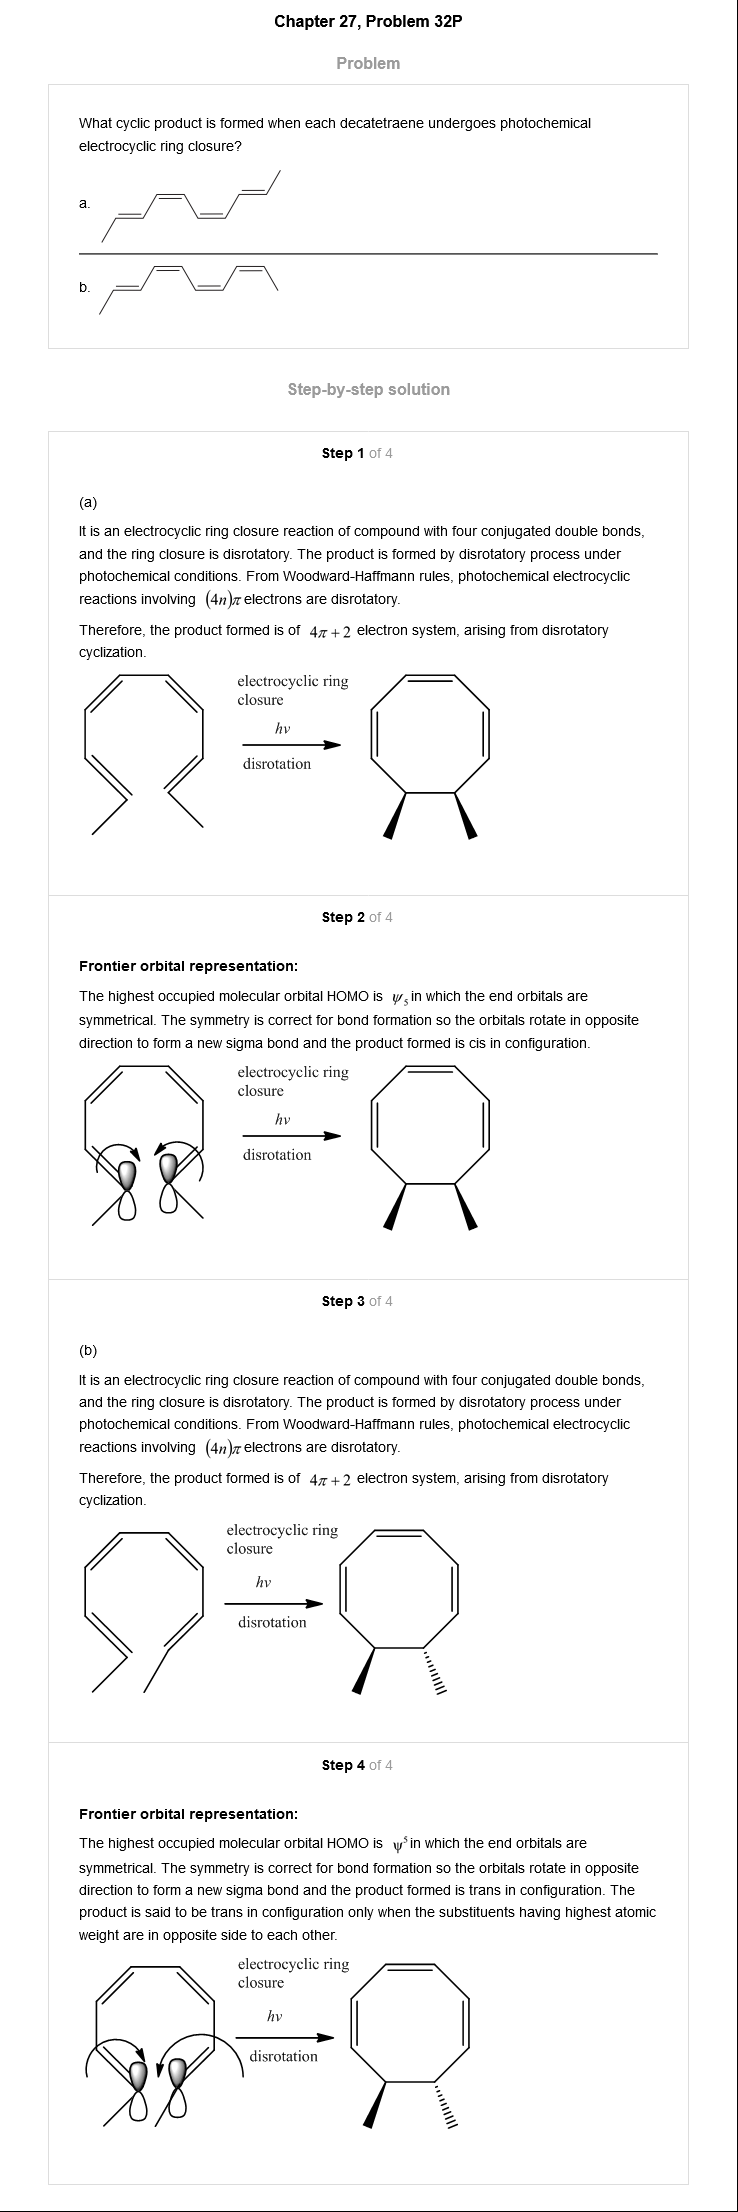 Chapter 27, Problem 32P
Problem
What cyclic product is formed when each decatetraene undergoes photochemical
electrocyclic ring closure?
a.
b.
Step-by-step solution
Step 1 of 4
(a)
It is an electrocyclic ring closure reaction of compound with four conjugated double bonds,
and the ring closure is disrotatory. The product is formed by disrotatory process under
photochemical conditions. From Woodward-Haffmann rules, photochemical electrocyclic
reactions involving (4n)π electrons are disrotatory.
Therefore, the product formed is of 4π + 2 electron system, arising from disrotatory
cyclization.
electrocyclic ring
closure
hν
disrotation
Step 2 of 4
Frontier orbital representation:
The highest occupied molecular orbital HOMO is ψ₅ in which the end orbitals are
symmetrical. The symmetry is correct for bond formation so the orbitals rotate in opposite
direction to form a new sigma bond and the product formed is cis in configuration.
electrocyclic ring
closure
hν
disrotation
Step 3 of 4
(b)
It is an electrocyclic ring closure reaction of compound with four conjugated double bonds,
and the ring closure is disrotatory. The product is formed by disrotatory process under
photochemical conditions. From Woodward-Haffmann rules, photochemical electrocyclic
reactions involving (4n)π electrons are disrotatory.
Therefore, the product formed is of 4π + 2 electron system, arising from disrotatory
cyclization.
electrocyclic ring
closure
hν
disrotation
Step 4 of 4
Frontier orbital representation:
The highest occupied molecular orbital HOMO is ψ⁵ in which the end orbitals are
symmetrical. The symmetry is correct for bond formation so the orbitals rotate in opposite
direction to form a new sigma bond and the product formed is trans in configuration. The
product is said to be trans in configuration only when the substituents having highest atomic
weight are in opposite side to each other.
electrocyclic ring
closure
hν
disrotation